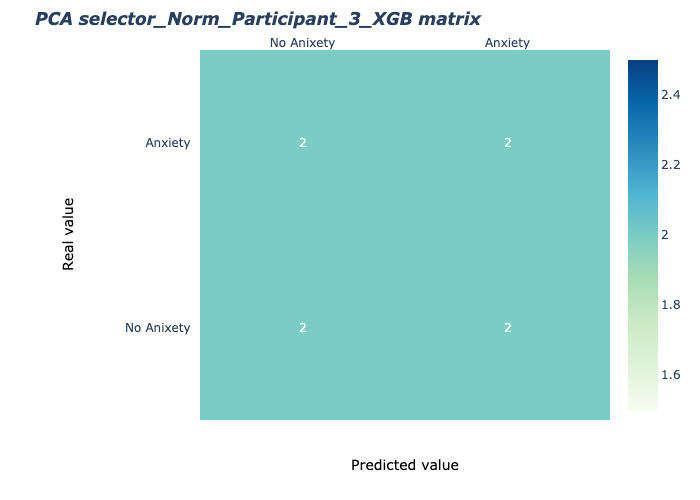 PCA selector_Norm_Participant_3_XGB matrix
No Anixety Anxiety
2.4
Anxiety 2 2
2.2
Real value
2
1.8
No Anixety 2 2
1.6
Predicted value